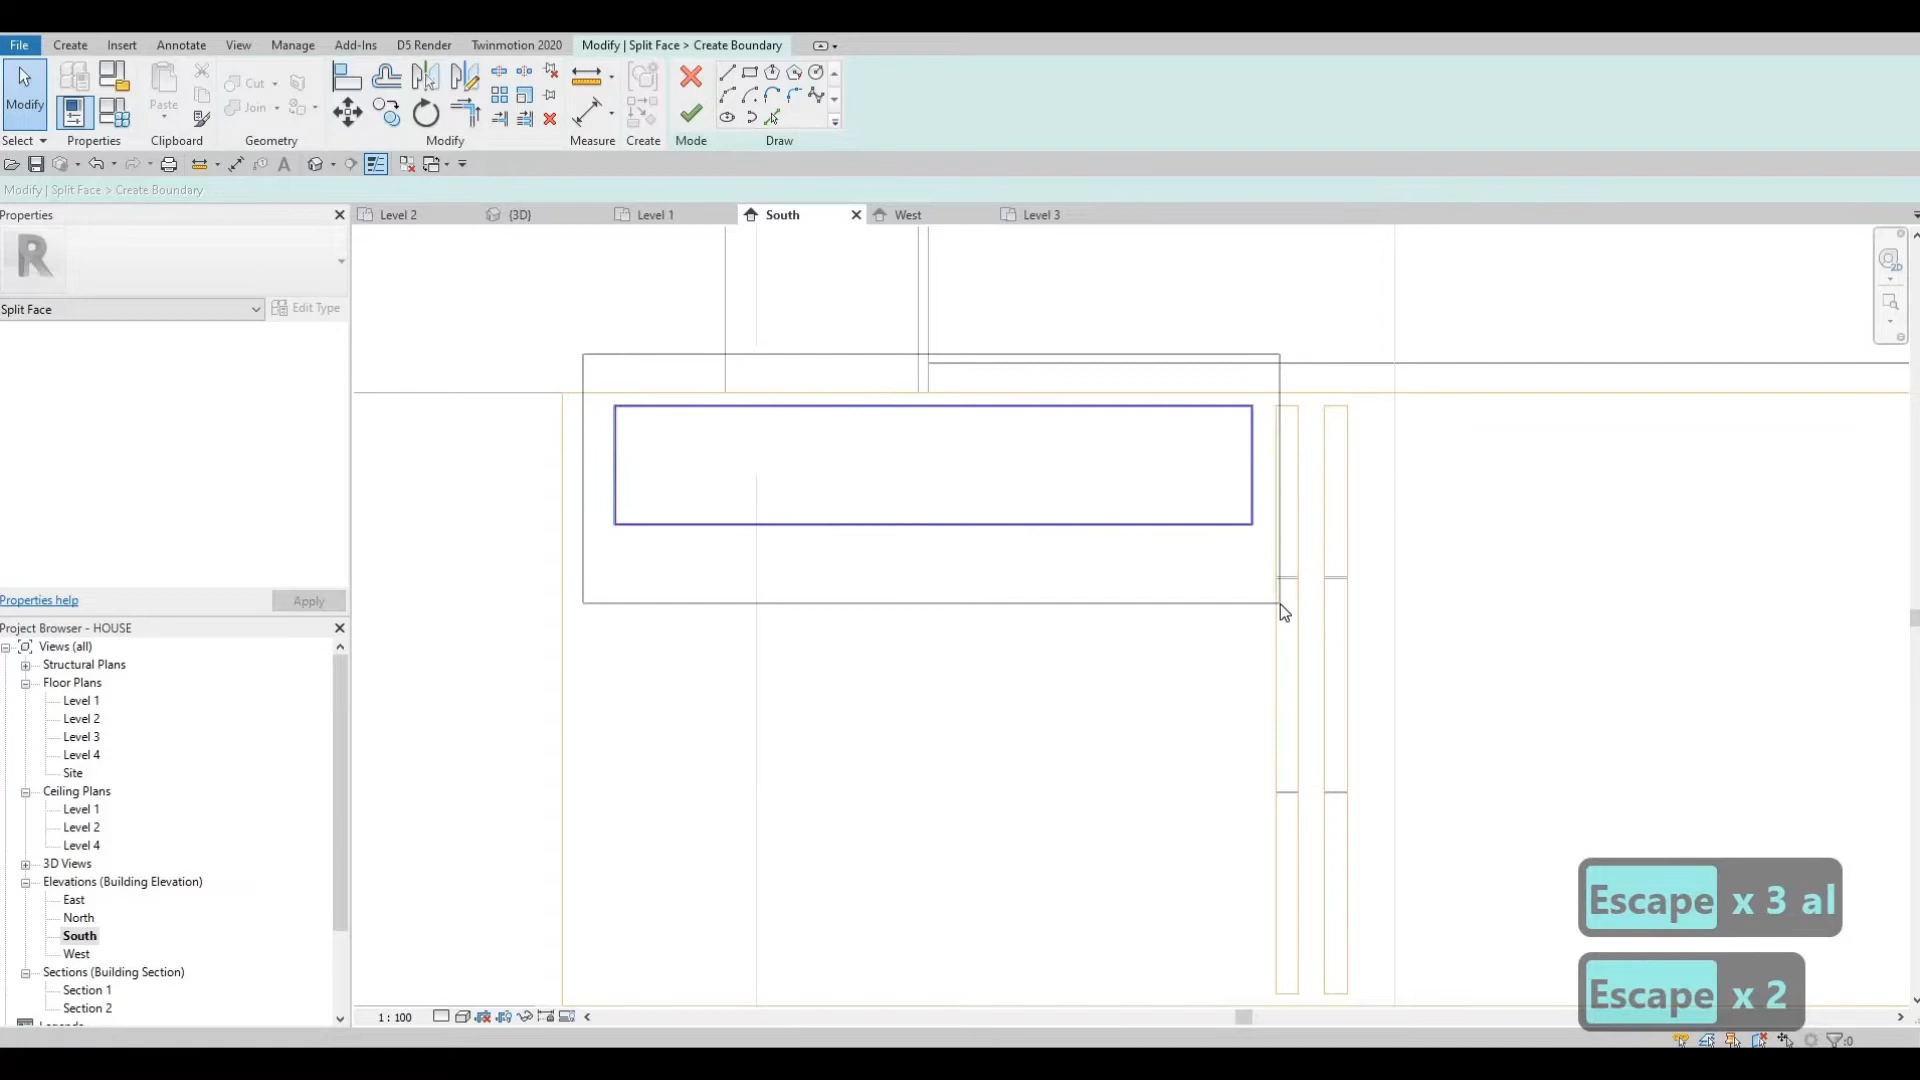 File Create Insert Annotate View Manage Add-Ins D5 Render Twinmotion 2020 Modify | Split Face > Create Boundary
Modify Paste Cut Join
Select Properties Clipboard Geometry Modify Measure Create Mode Draw
Modify | Split Face > Create Boundary
Properties Level 2 {3D} Level 1 South West Level 3
R
2D
Split Face Edit Type
Properties help Apply
Project Browser - HOUSE
Views (all)
Structural Plans
Floor Plans
Level 1
Level 2
Level 3
Level 4
Site
Ceiling Plans
Level 1
Level 2
Level 4
3D Views
Elevations (Building Elevation)
East
North
South
West
Sections (Building Section)
Section 1
Section 2
Escape x 3 al
Escape x 2
1 : 100
:0